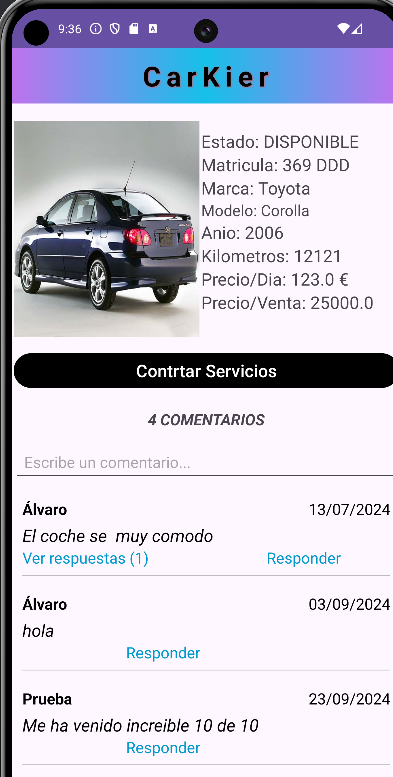 9:36
CarKier
Estado: DISPONIBLE
Matricula: 369 DDD
Marca: Toyota
Modelo: Corolla
Anio: 2006
Kilometros: 12121
Precio/Dia: 123.0 €
Precio/Venta: 25000.0
Contrtar Servicios
4 COMENTARIOS
Escribe un comentario...
Álvaro 13/07/2024
El coche se muy comodo
Ver respuestas (1) Responder
Álvaro 03/09/2024
hola
Responder
Prueba 23/09/2024
Me ha venido increible 10 de 10
Responder